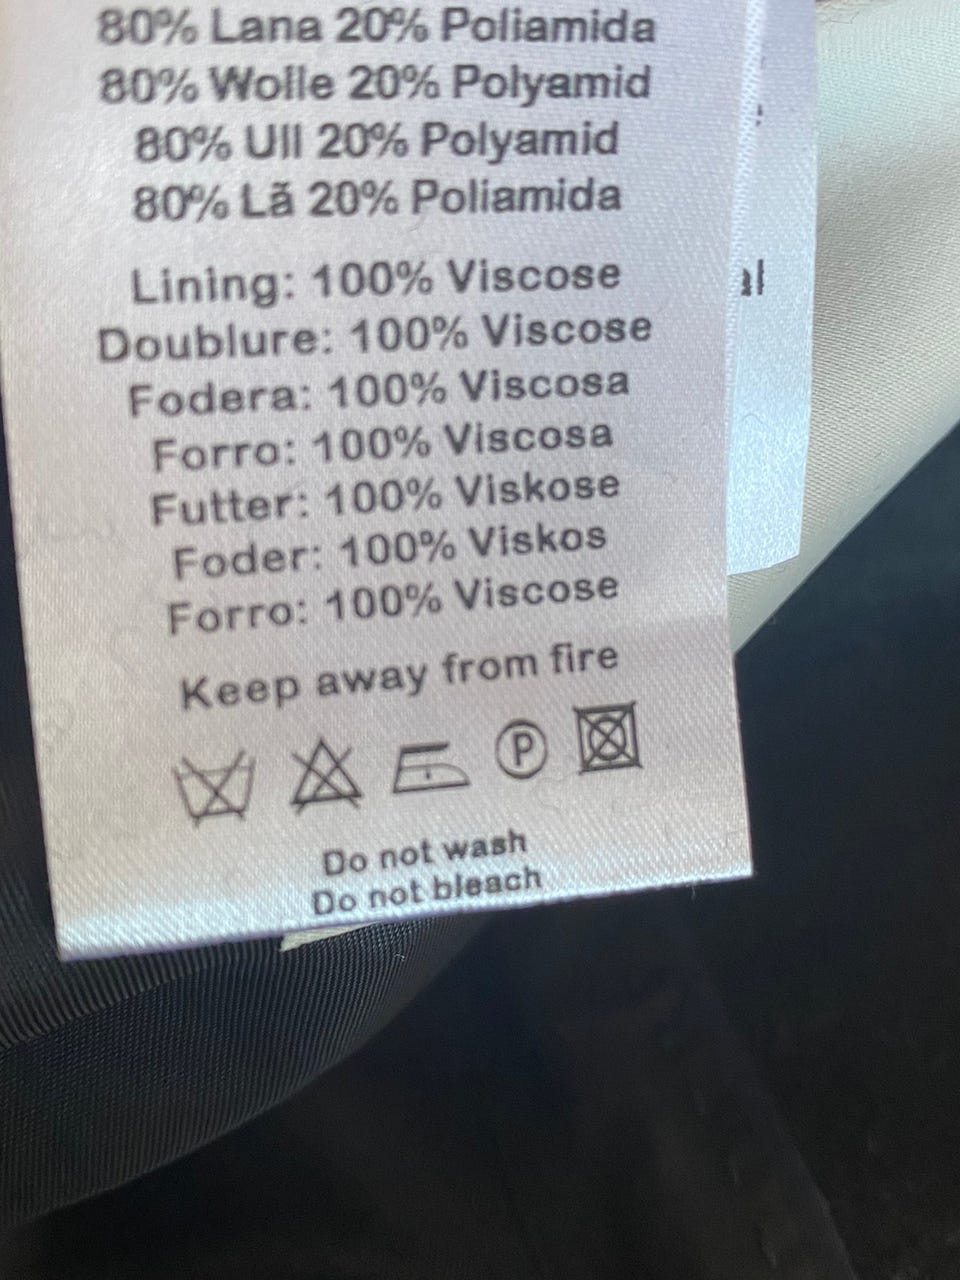 80% Lana 20% Poliamida
80% Wolle 20% Polyamid
80% Ull 20% Polyamid
80% Lã 20% Poliamida
Lining: 100% Viscose
Doublure: 100% Viscose
Fodera: 100% Viscosa
Forro: 100% Viscosa
Futter: 100% Viskose
Foder: 100% Viskos
Forro: 100% Viscose
Keep away from fire
P
Do not wash
Do not bleach